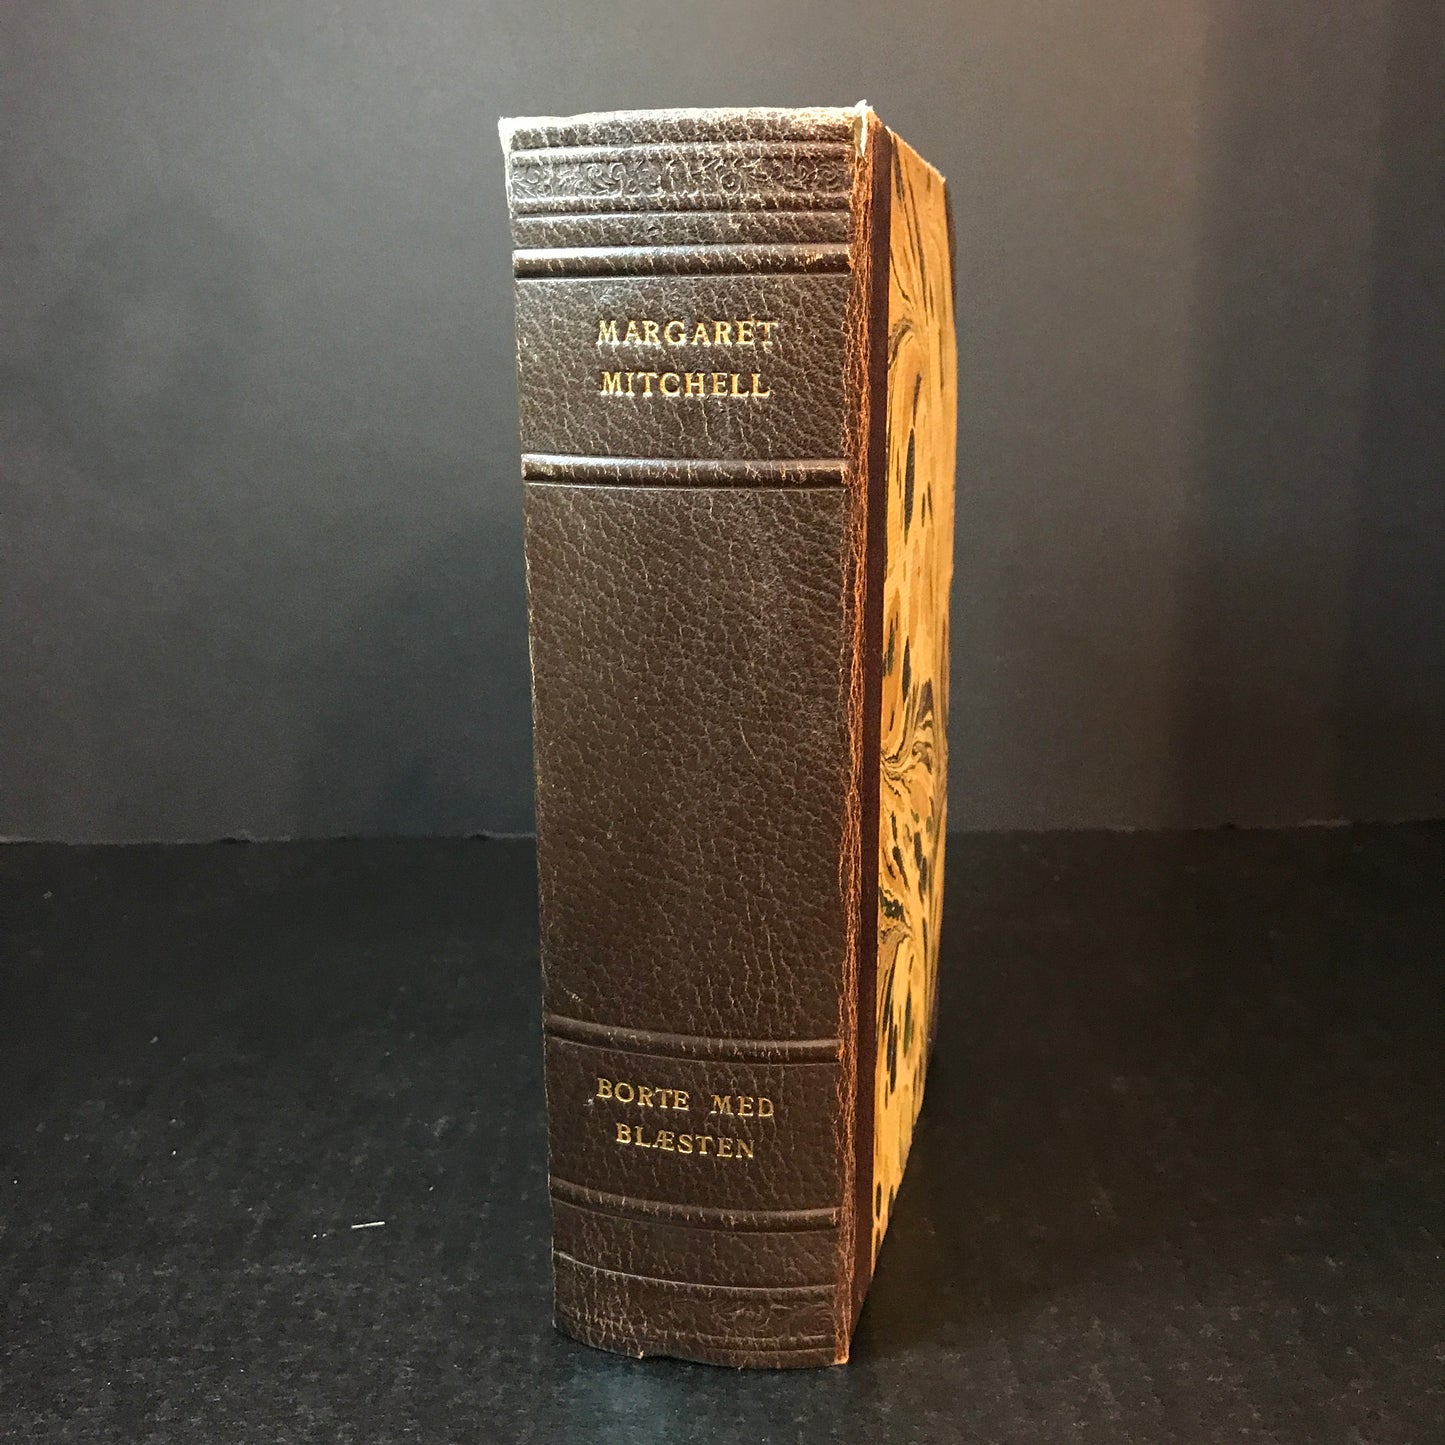 MARGARET
MITCHELL
BORTE MED
BLÆSTEN